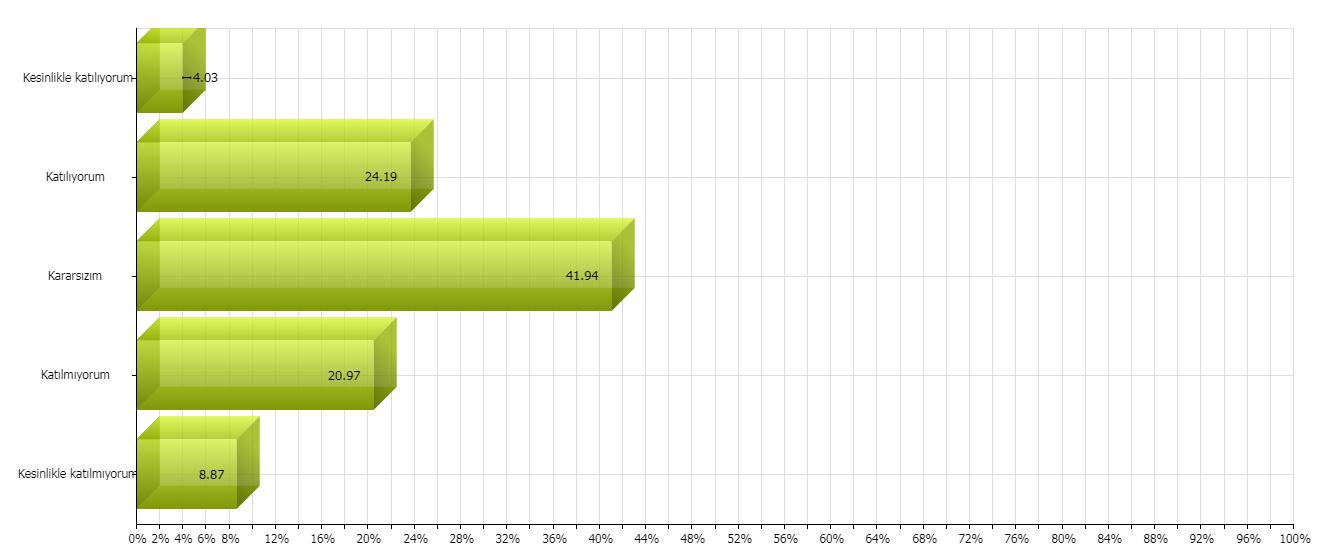 Kesinlikle katılıyorum
4.03
Katılıyorum
24.19
Kararsızım
41.94
Katılmıyorum
20.97
Kesinlikle katılmıyorum
8.87
0% 2% 4% 6% 8% 12% 16% 20% 24% 28% 32% 36% 40% 44% 48% 52% 56% 60% 64% 68% 72% 76% 80% 84% 88% 92% 96% 100%